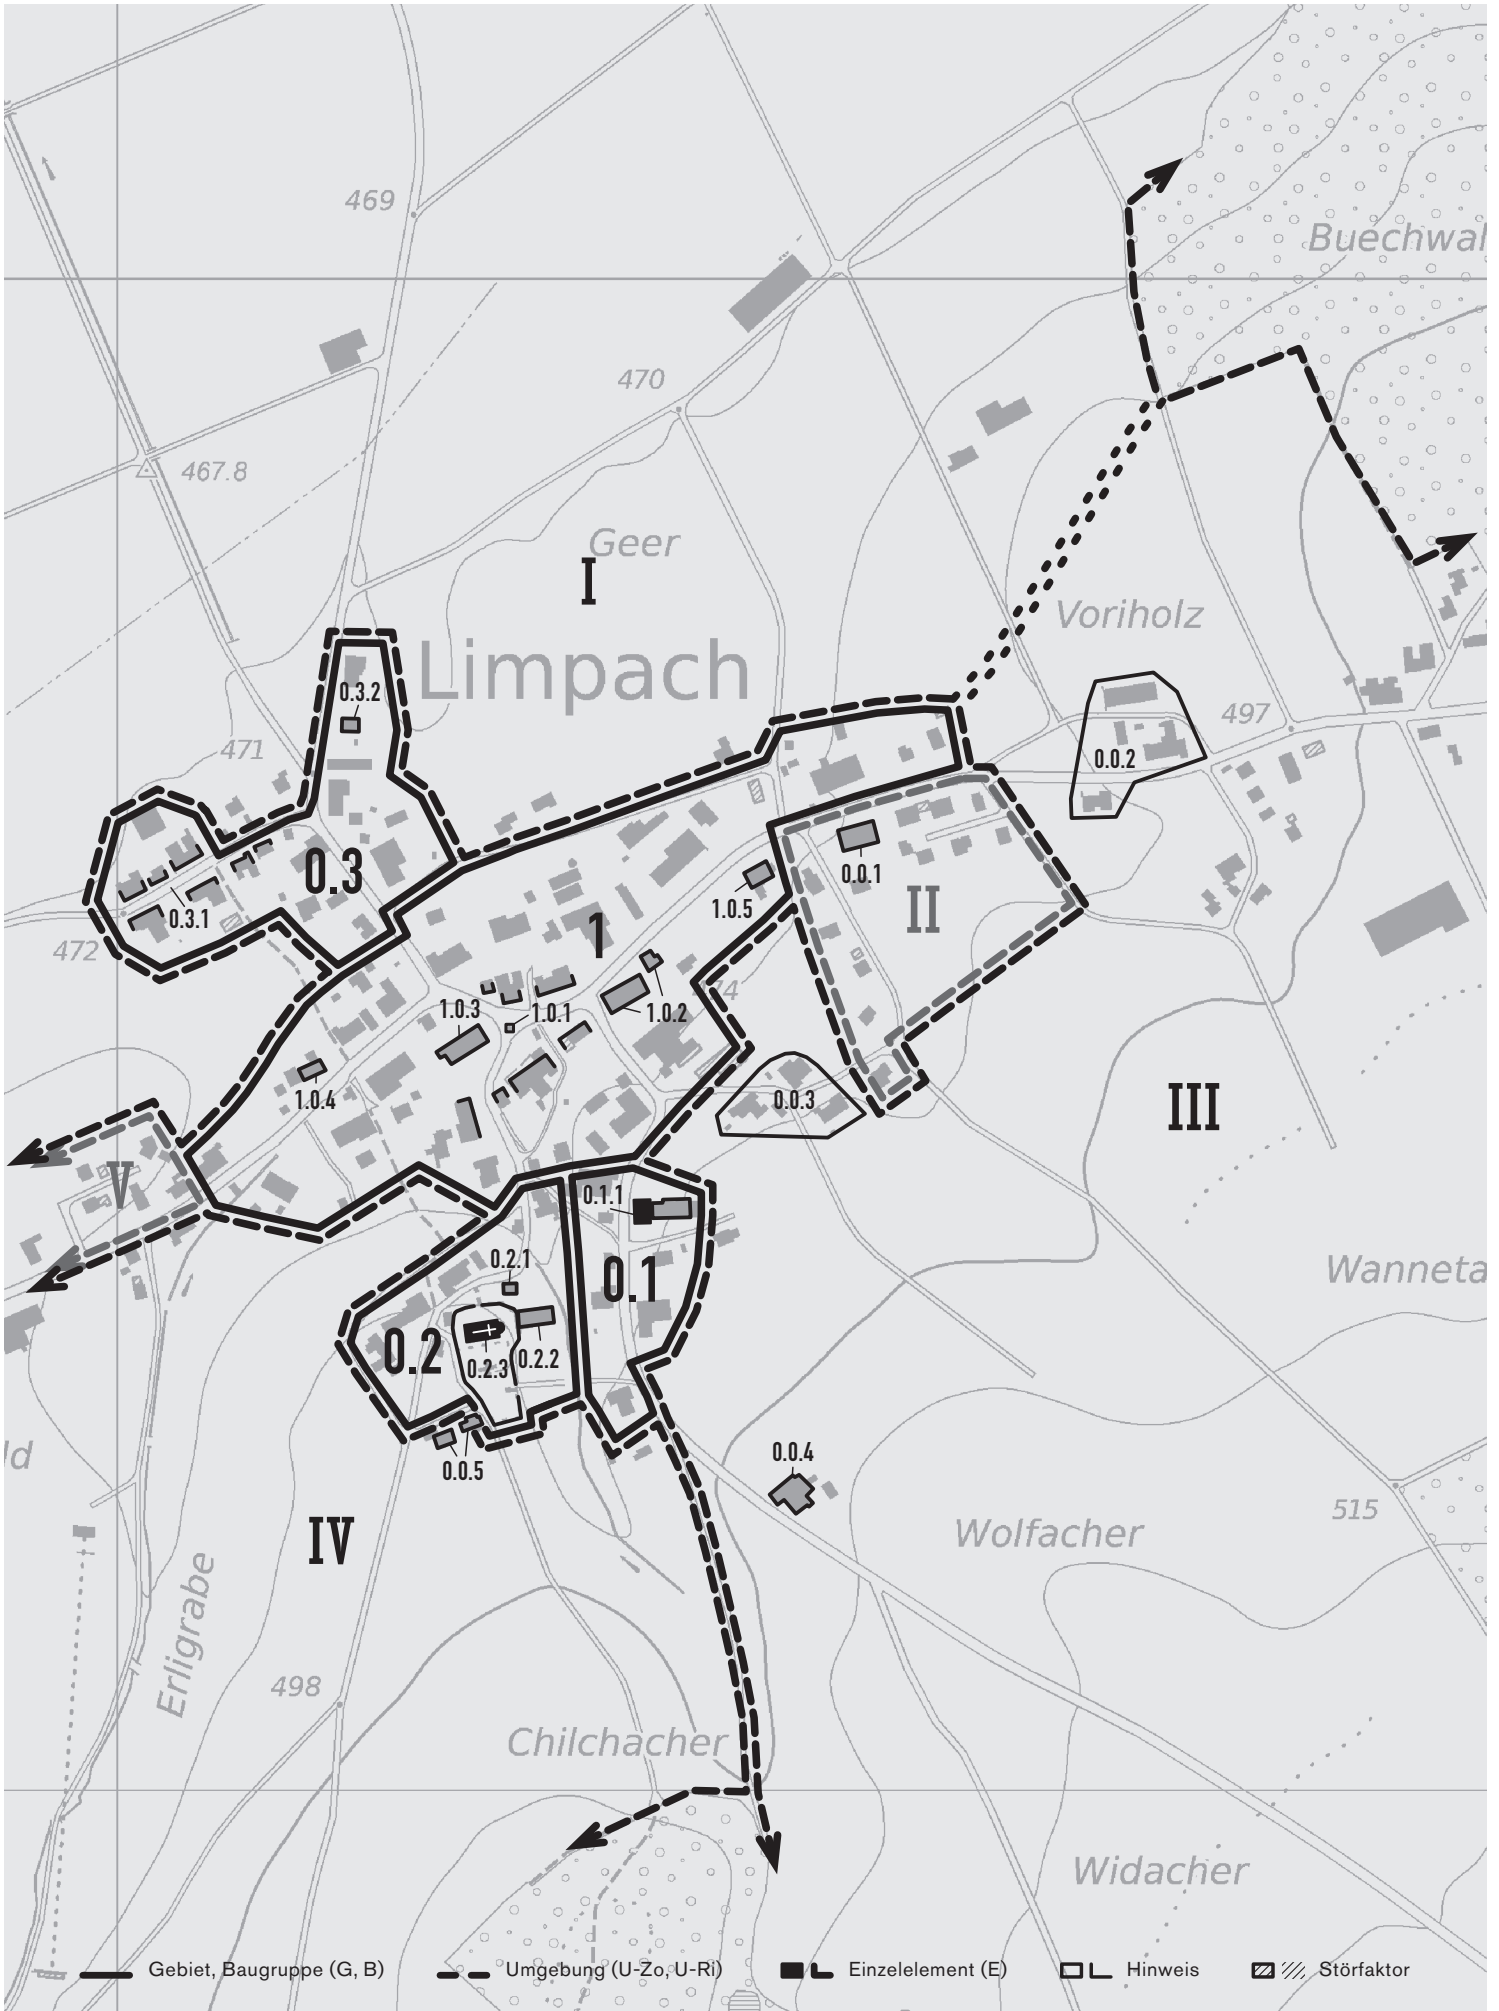 469
Buechwal
470
467.8
Geer
I
Voriholz
Limpach
0.3.2
497
471
0.0.2
0.3
0.0.1
1.0.5
II
0.3.1
1
472
474
1.0.3
1.0.1
1.0.2
1.0.4
0.0.3
III
V
0.1.1
0.2.1
0.1
Wanneta
0.2
0.2.3
0.2.2
ld
0.0.4
0.0.5
515
IV
Wolfacher
Erligrabe
498
Chilchacher
Widacher
Gebiet, Baugruppe (G, B)
Umgebung (U-Zo, U-Ri)
Einzelelement (E)
Hinweis
Störfaktor